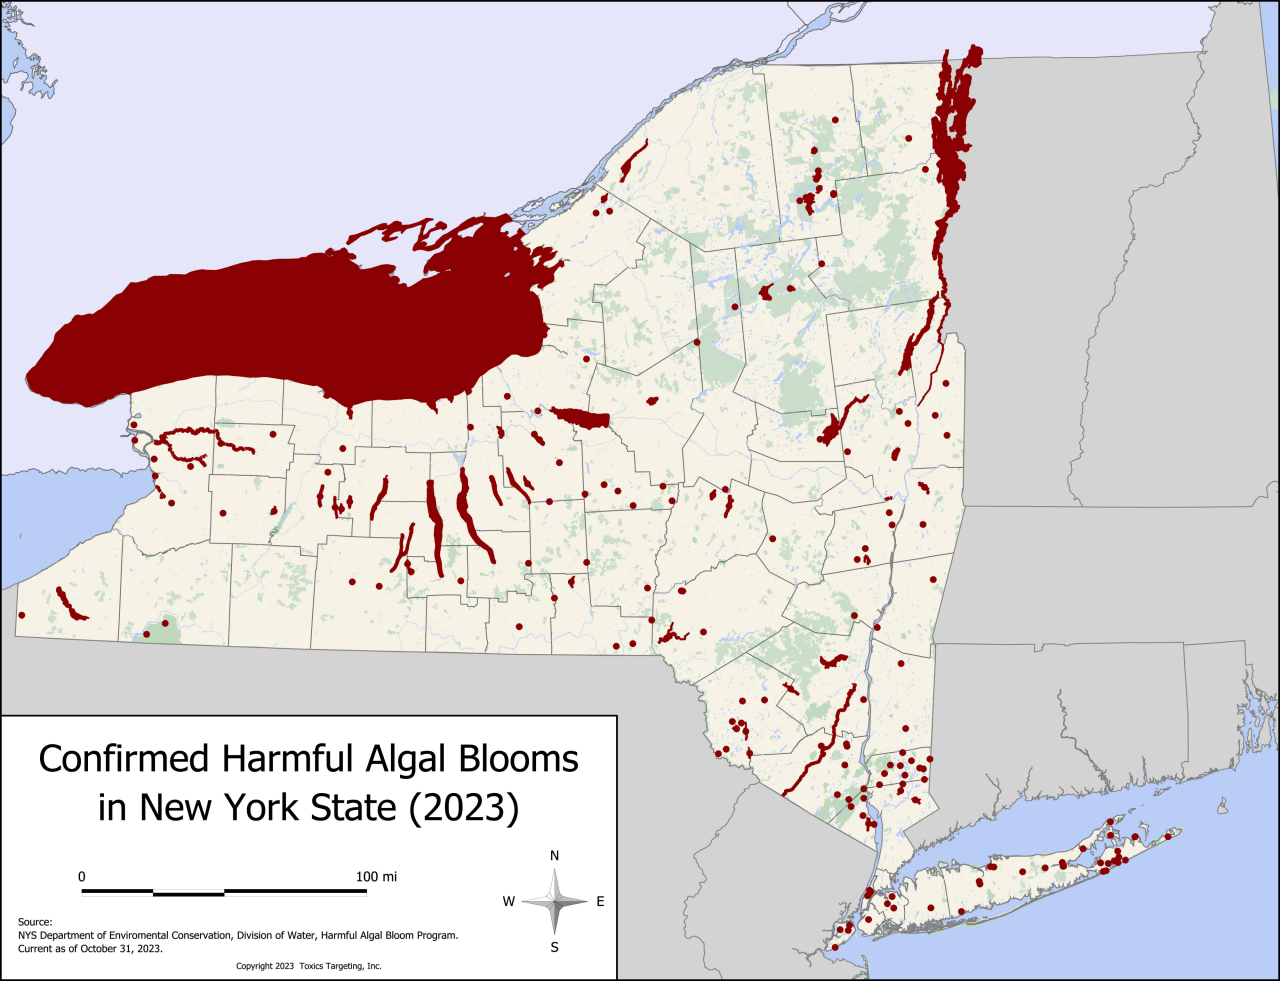 Confirmed Harmful Algal Blooms
in New York State (2023)
0 100 mi
N
W E
S
Source:
NYS Department of Enviromental Conservation, Division of Water, Harmful Algal Bloom Program.
Current as of October 31, 2023.
Copyright 2023 Toxics Targeting, Inc.